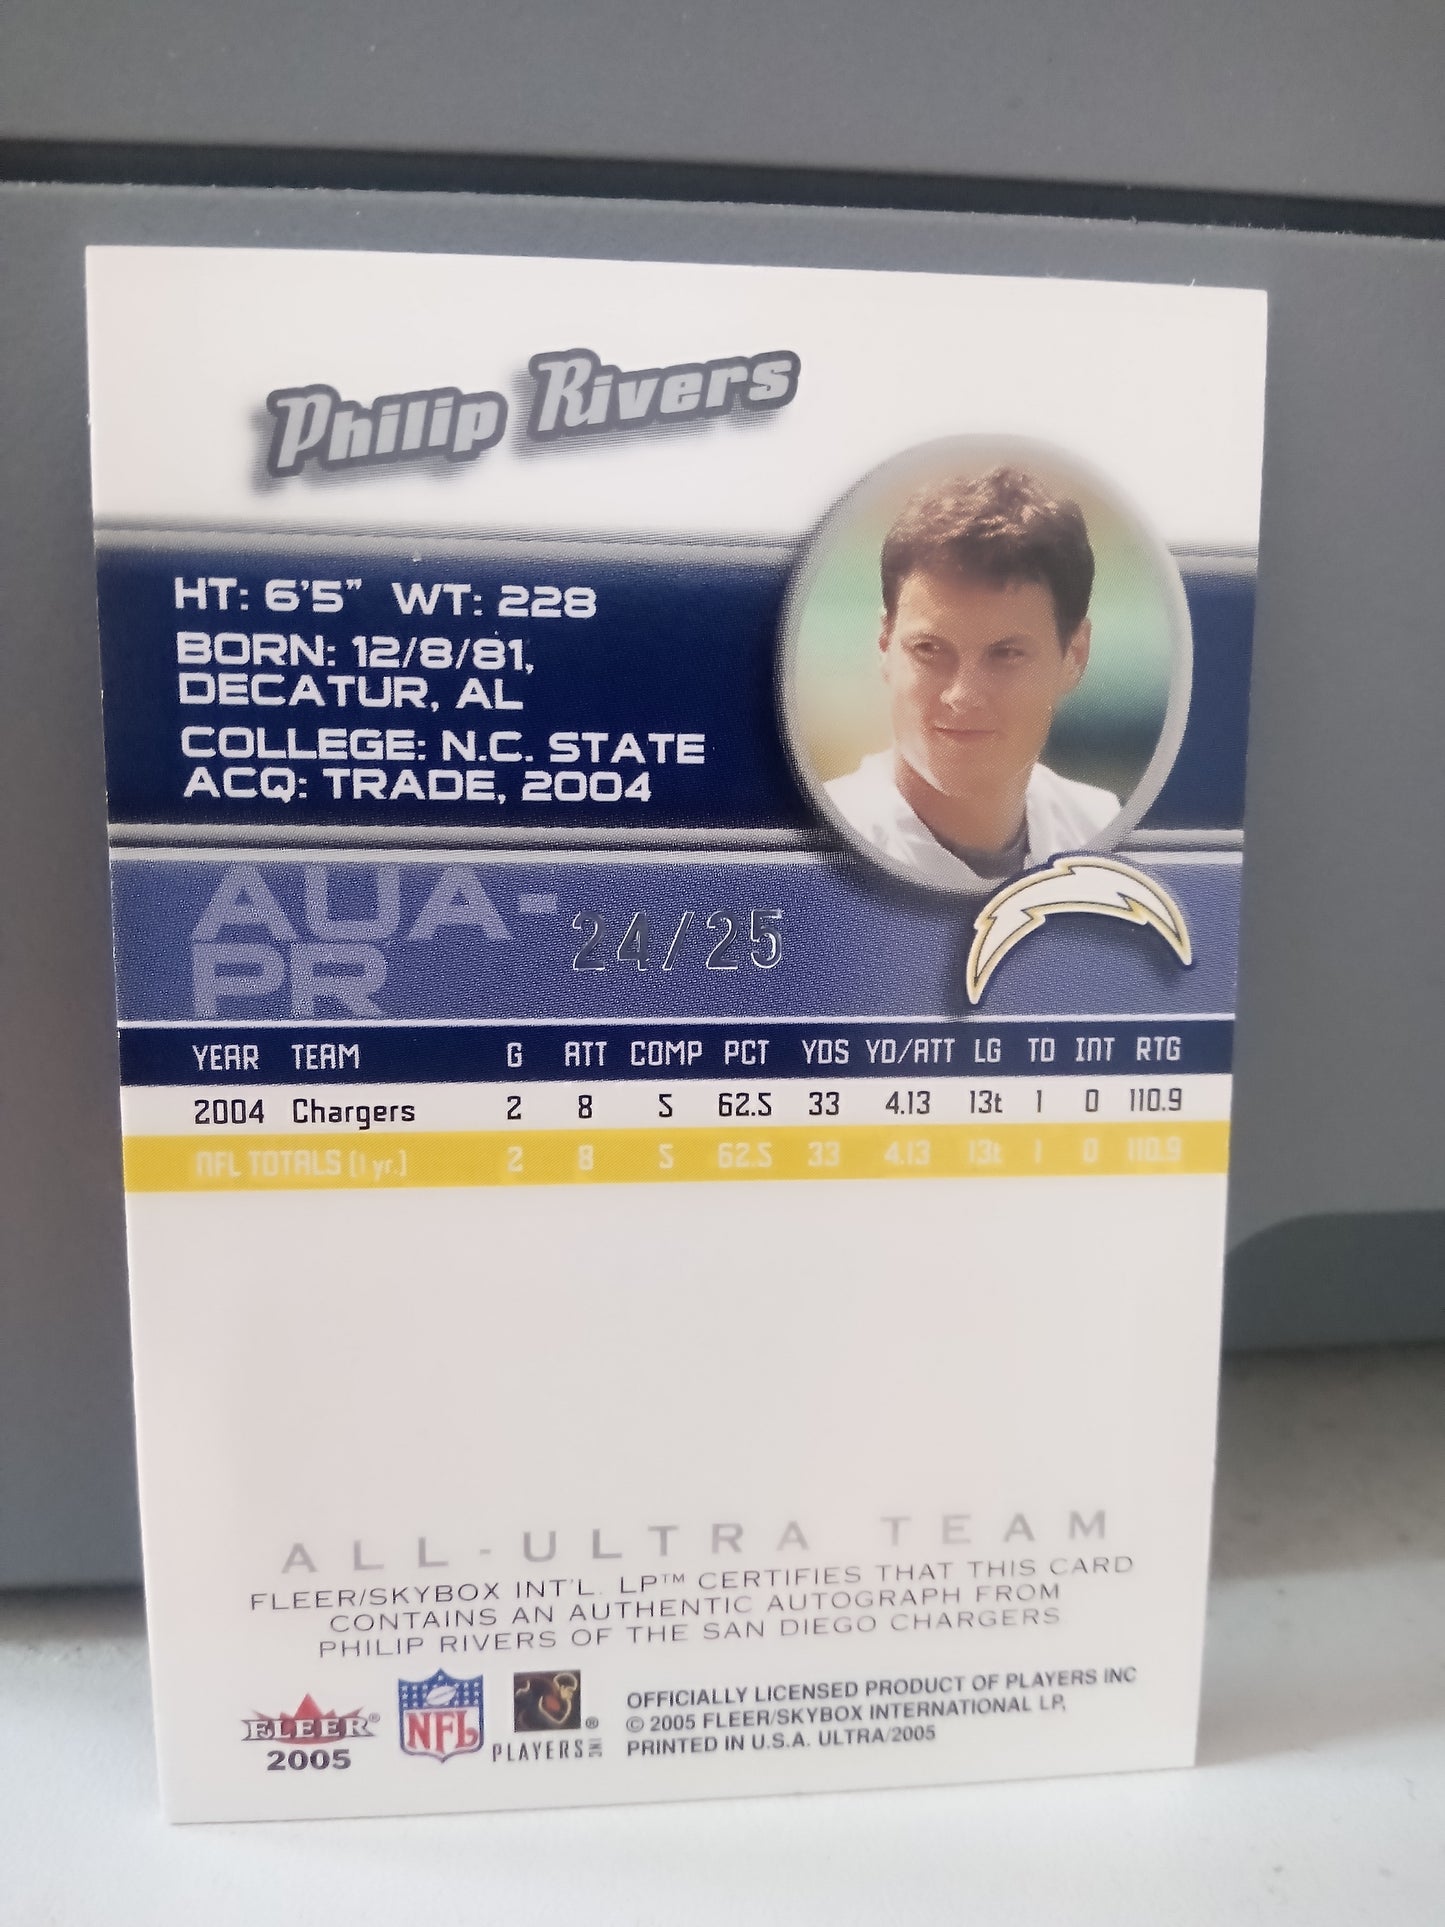 Philip Rivers
HT: 6'5" WT: 228
BORN: 12/8/81,
DECATUR, AL
COLLEGE: N.C. STATE
ACQ: TRADE, 2004
AUA-
PR
24/25
YEAR TEAM G ATT COMP PCT YDS YD/ATT LG TD INT RTG
2004 Chargers 2 8 5 62.5 33 4.13 13t 1 0 110.9
NFL TOTALS (1 yr.) 2 8 5 62.5 33 4.13 13t 1 0 110.9
ALL-ULTRA TEAM
FLEER/SKYBOX INT'L. LP™ CERTIFIES THAT THIS CARD
CONTAINS AN AUTHENTIC AUTOGRAPH FROM
PHILIP RIVERS OF THE SAN DIEGO CHARGERS
FLEER®
2005
NFL
PLAYERS INC ®
OFFICIALLY LICENSED PRODUCT OF PLAYERS INC
© 2005 FLEER/SKYBOX INTERNATIONAL LP,
PRINTED IN U.S.A. ULTRA/2005